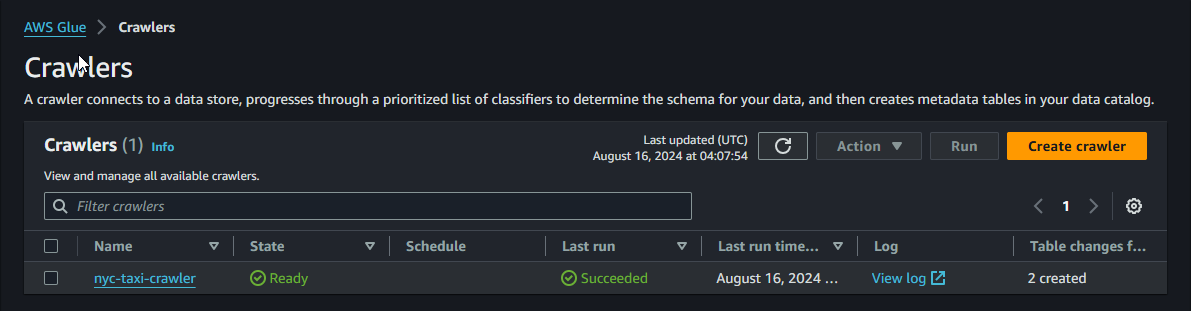 AWS Glue > Crawlers
Crawlers
A crawler connects to a data store, progresses through a prioritized list of classifiers to determine the schema for your data, and then creates metadata tables in your data catalog.
Crawlers (1) Info
Last updated (UTC)
August 16, 2024 at 04:07:54
Action
Run
Create crawler
View and manage all available crawlers.
Filter crawlers
1
Name State Schedule Last run Last run time... Log Table changes f...
nyc-taxi-crawler Ready Succeeded August 16, 2024 ... View log 2 created